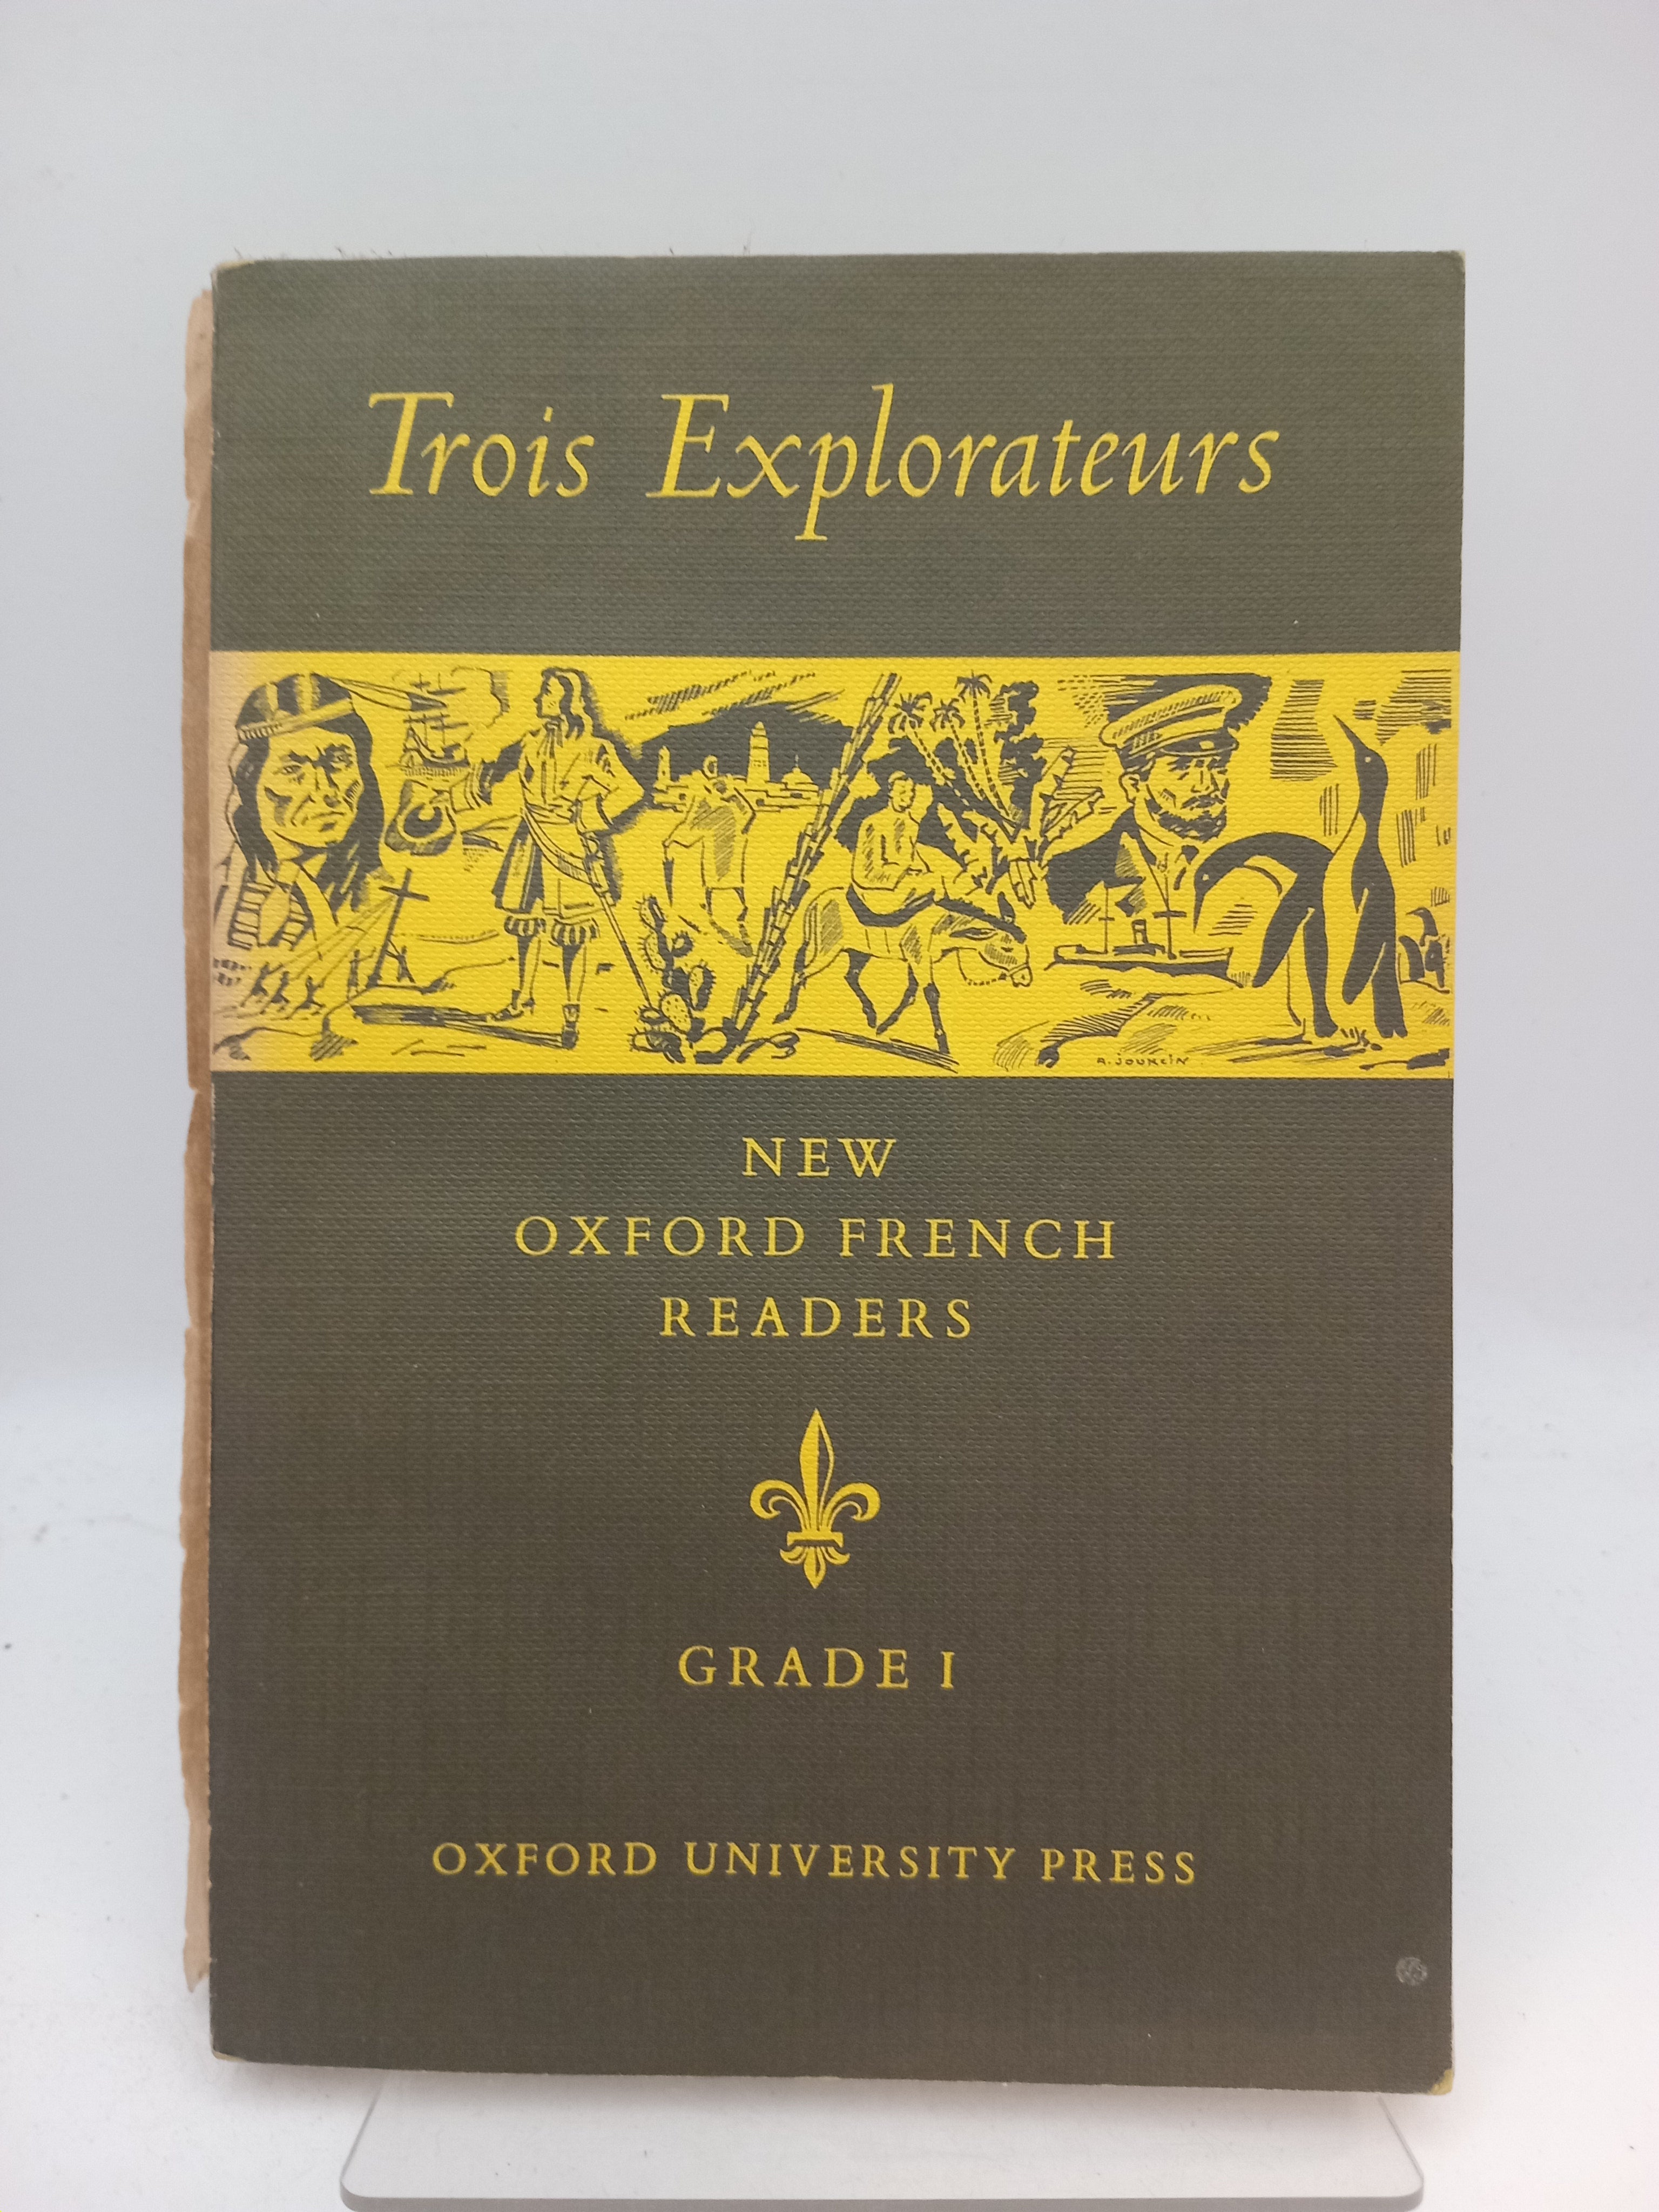 Trois Explorateurs
NEW
OXFORD FRENCH
READERS
GRADE I
OXFORD UNIVERSITY PRESS